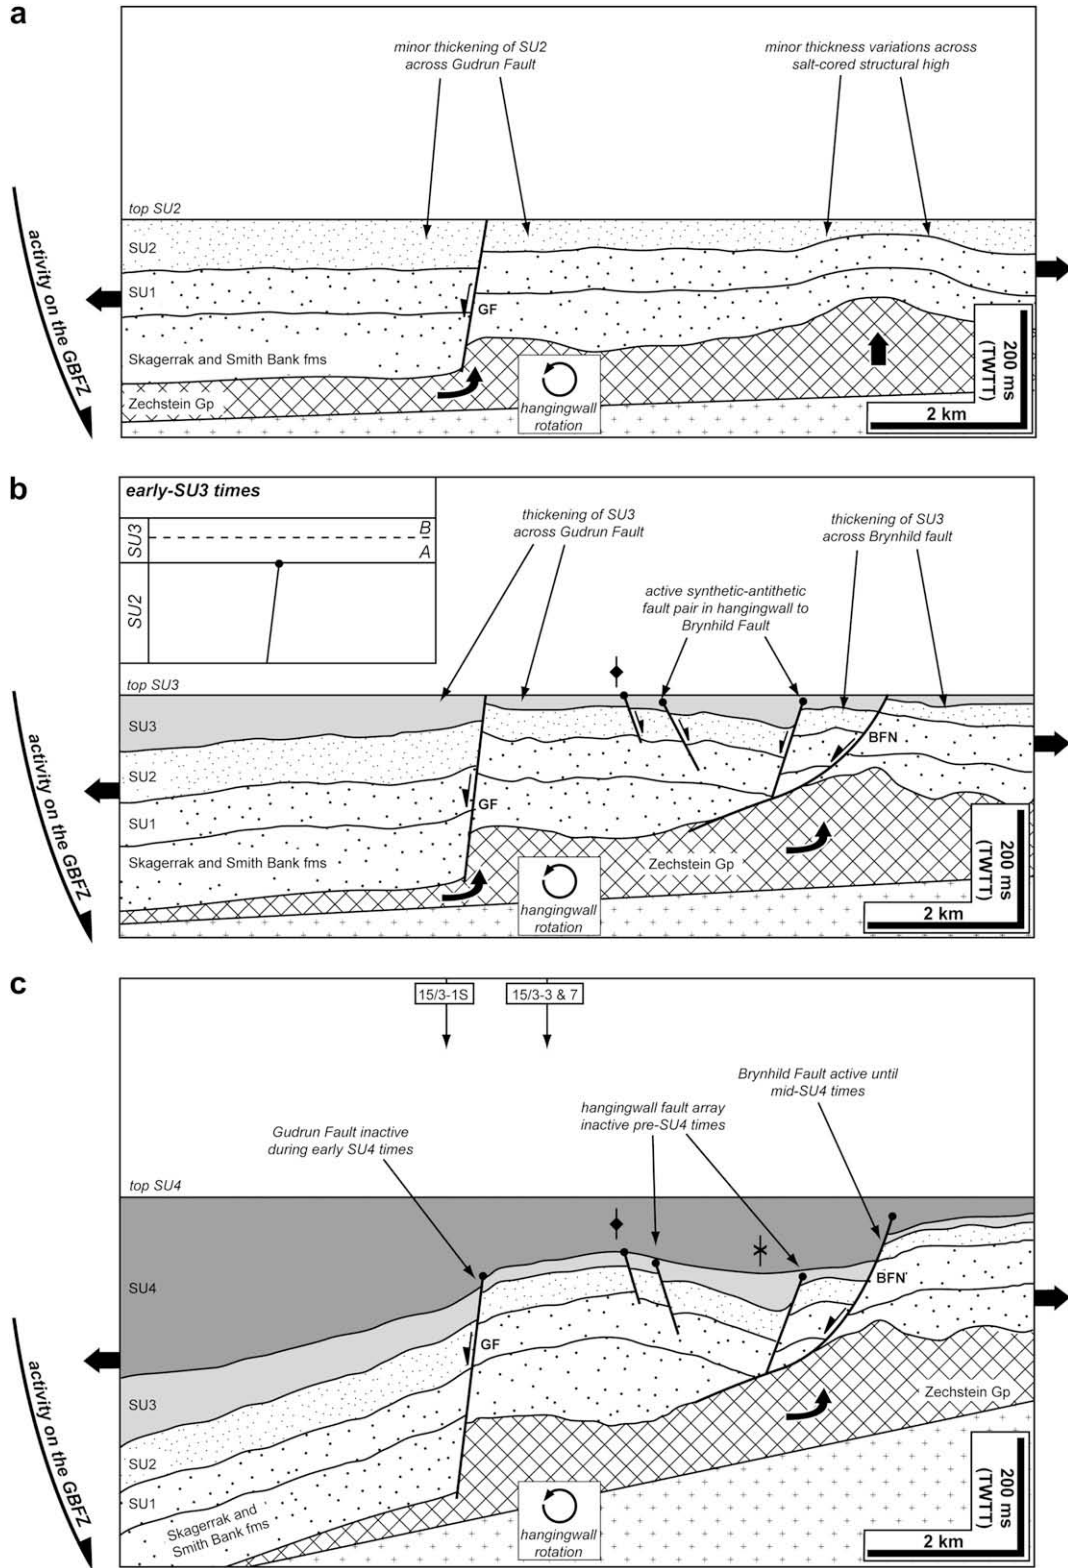 a
minor thickening of SU2
across Gudrun Fault
minor thickness variations across
salt-cored structural high
top SU2
activity on the GBFZ
SU2
SU1
GF
Skagerrak and Smith Bank fms
Zechstein Gp
hangingwall
rotation
200 ms
(TWTT)
2 km
b
early-SU3 times
SU3
B
A
SU2
thickening of SU3
across Gudrun Fault
thickening of SU3
across Brynhild fault
active synthetic-antithetic
fault pair in hangingwall to
Brynhild Fault
top SU3
activity on the GBFZ
SU3
BFN
SU2
GF
SU1
Skagerrak and Smith Bank fms
Zechstein Gp
hangingwall
rotation
200 ms
(TWTT)
2 km
c
15/3-1S
15/3-3 & 7
Brynhild Fault active until
mid-SU4 times
hangingwall fault array
inactive pre-SU4 times
Gudrun Fault inactive
during early SU4 times
top SU4
SU4
BFN
GF
activity on the GBFZ
SU3
Zechstein Gp
SU2
SU1
Skagerrak and
Smith Bank fms
hangingwall
rotation
200 ms
(TWTT)
2 km